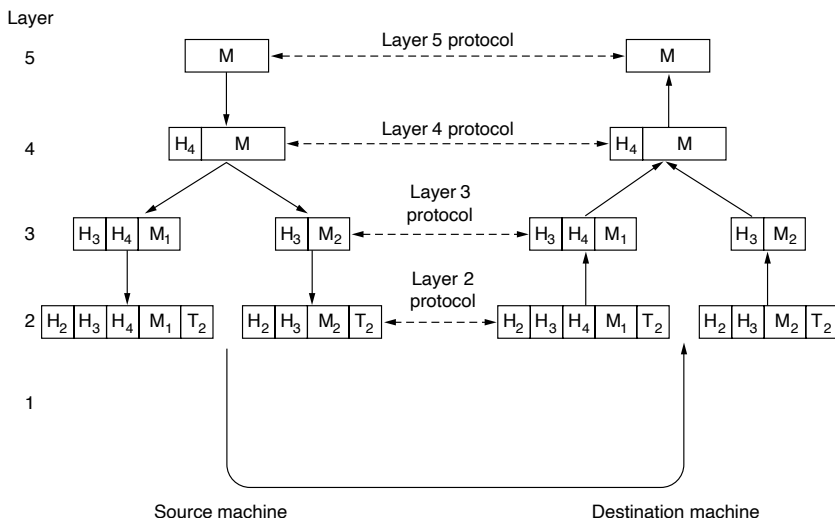 Layer
5
M
Layer 5 protocol
M
4
H₄ M
Layer 4 protocol
H₄ M
3
H₃ H₄ M₁
H₃ M₂
Layer 3
protocol
H₃ H₄ M₁
H₃ M₂
2
H₂ H₃ H₄ M₁ T₂
H₂ H₃ M₂ T₂
Layer 2
protocol
H₂ H₃ H₄ M₁ T₂
H₂ H₃ M₂ T₂
1
Source machine
Destination machine